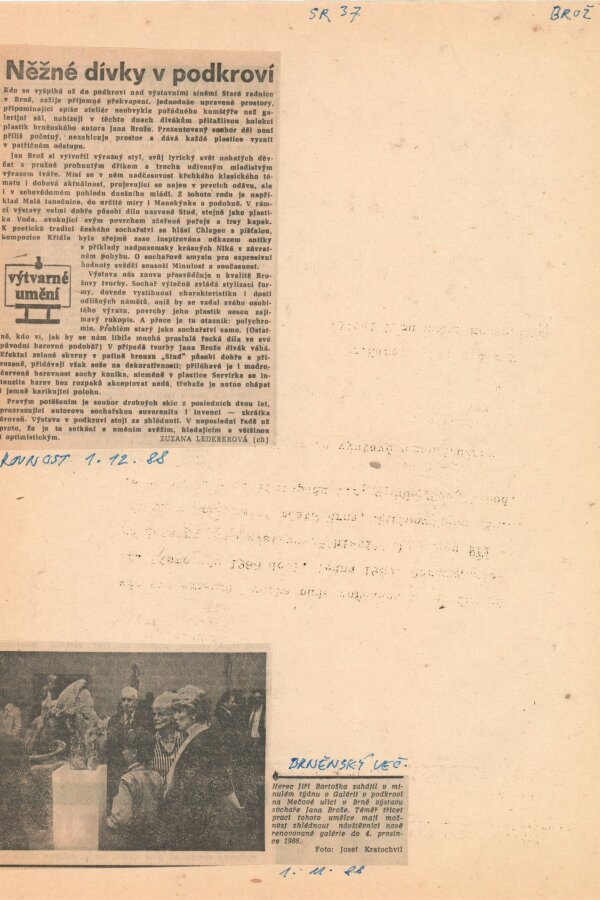 SR 37
BROŽ
Něžné dívky v podkroví
Kdo se vyšplhá až do podkroví nad výstavními síněmi Staré radnice
v Brně, zažije příjemné překvapení. Jednoduše upravené prostory,
připomínající spíše ateliér neobvykle pořádného kumštýře než ga-
lerijní sál, nabízejí v těchto dnech divákům přitažlivou kolekci
plastik brněnského autora Jana Brože. Prezentovaný soubor děl není
příliš početný, nezahlcuje prostor a dává každé plastice vyznít
v patřičném odstupu.
Jan Brož si vytvořil výrazný styl, svůj lyrický svět nohatých děv-
čat s pružně prohnutým dříkem a trochu udiveným mladistvým
výrazem tváře. Mísí se v něm nadčasovost křehkého klasického té-
matu i dobová aktuálnost, projevující se nejen v prvcích oděvu, ale
i v sebevědomém pohledu dnešního mládí. Z tohoto rodu je např-
klad Malá tanečnice, do určité míry i Manekýnka a podobně. V rám-
ci výstavy velmi dobře působí dílo nazvané Stud, stejně jako plasti-
ka Voda, evokující svým povrchem zčeřené peřeje a trsy kapek.
K poetické tradici českého sochařství se hlásí Chlapec s píšťalou,
kompozice Křídla byla zřejmě zase inspirována odkazem antiky
s příklady nadpozemsky krásných Niké v závrat-
ném pohybu. O sochařově smyslu pro expresivní
hodnoty svědčí sousoší Minulost a současnost.
výtvarné
umění
Výstava nás znovu přesvědčuje o kvalitě Bro-
žovy tvorby. Sochař výtečně zvládá stylizaci for-
my, dovede vystihnout charakteristiku i dosti
odlišných námětů, aniž by se vzdal svého osobi-
tého výrazu, povrchy jeho plastik nesou zají-
mavý rukopis. A přece je tu otazník: polychro-
mie. Problém starý jako sochařství samo. (Ostat-
ně, kdo ví, jak by se nám líbila mnohá proslulá řecká díla ve své
původní barevné podobě?) V případě tvorby Jana Brože divák váhá.
Efektní zelené skvrny v patině bronzu „Stud" působí dobře a při-
rozeně, přidávají však soše na dekorativnosti; přiléhavá je i modro-
červená barevnost sochy koníka, nicméně v plastice Servírka se in-
tenzita barev bez rozpaků akceptovat nedá, třebaže je nutno chápat
i jemně karikující polohu.
Pravým potěšením je soubor drobných skic z posledních dvou let,
prozrazující autorovu sochařskou suverenitu i invenci — zkrátka
úroveň. Výstava v podkroví stojí za zhlédnutí. V neposlední řadě už
proto, že je to setkání s uměním svěžím, hledajícím a většinou
i optimistickým.
ZUZANA LEDEREROVÁ (ch)
ROVNOST 1. 12. 88
BRNĚNSKÝ VEČ.
Herec Jiří Bartoška zahájil v mi-
nulém týdnu v Galérii v podkroví
na Mečové ulici v Brně výstavu
sochaře Jana Brože. Téměř třicet
prací tohoto umělce mají mož-
nost zhlédnout návštěvníci nově
renovované galérie do 4. prosin-
ce 1988.
Foto: Josef Kratochvíl
1. 11. 88